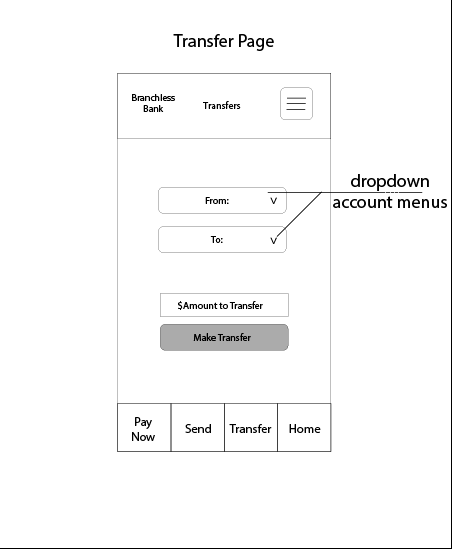 Transfer Page
Branchless
Bank
Transfers
From:
V
dropdown
account menus
To:
V
$Amount to Transfer
Make Transfer
Pay
Now
Send
Transfer
Home